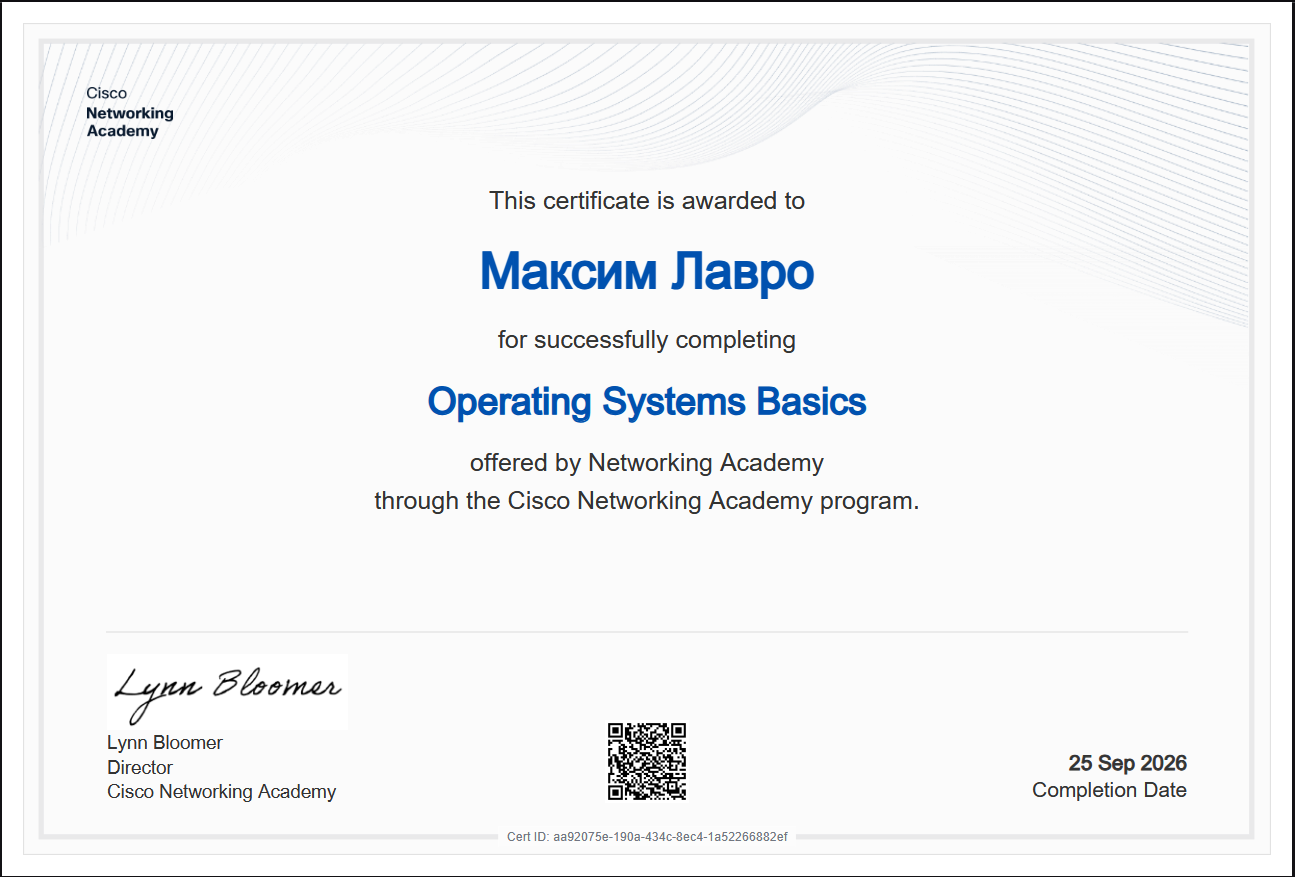 Cisco
Networking
Academy
This certificate is awarded to
Максим Лавро
for successfully completing
Operating Systems Basics
offered by Networking Academy
through the Cisco Networking Academy program.
Lynn Bloomer
Lynn Bloomer
Director
Cisco Networking Academy
25 Sep 2026
Completion Date
Cert ID: aa92075e-190a-434c-8ec4-1a52266882ef